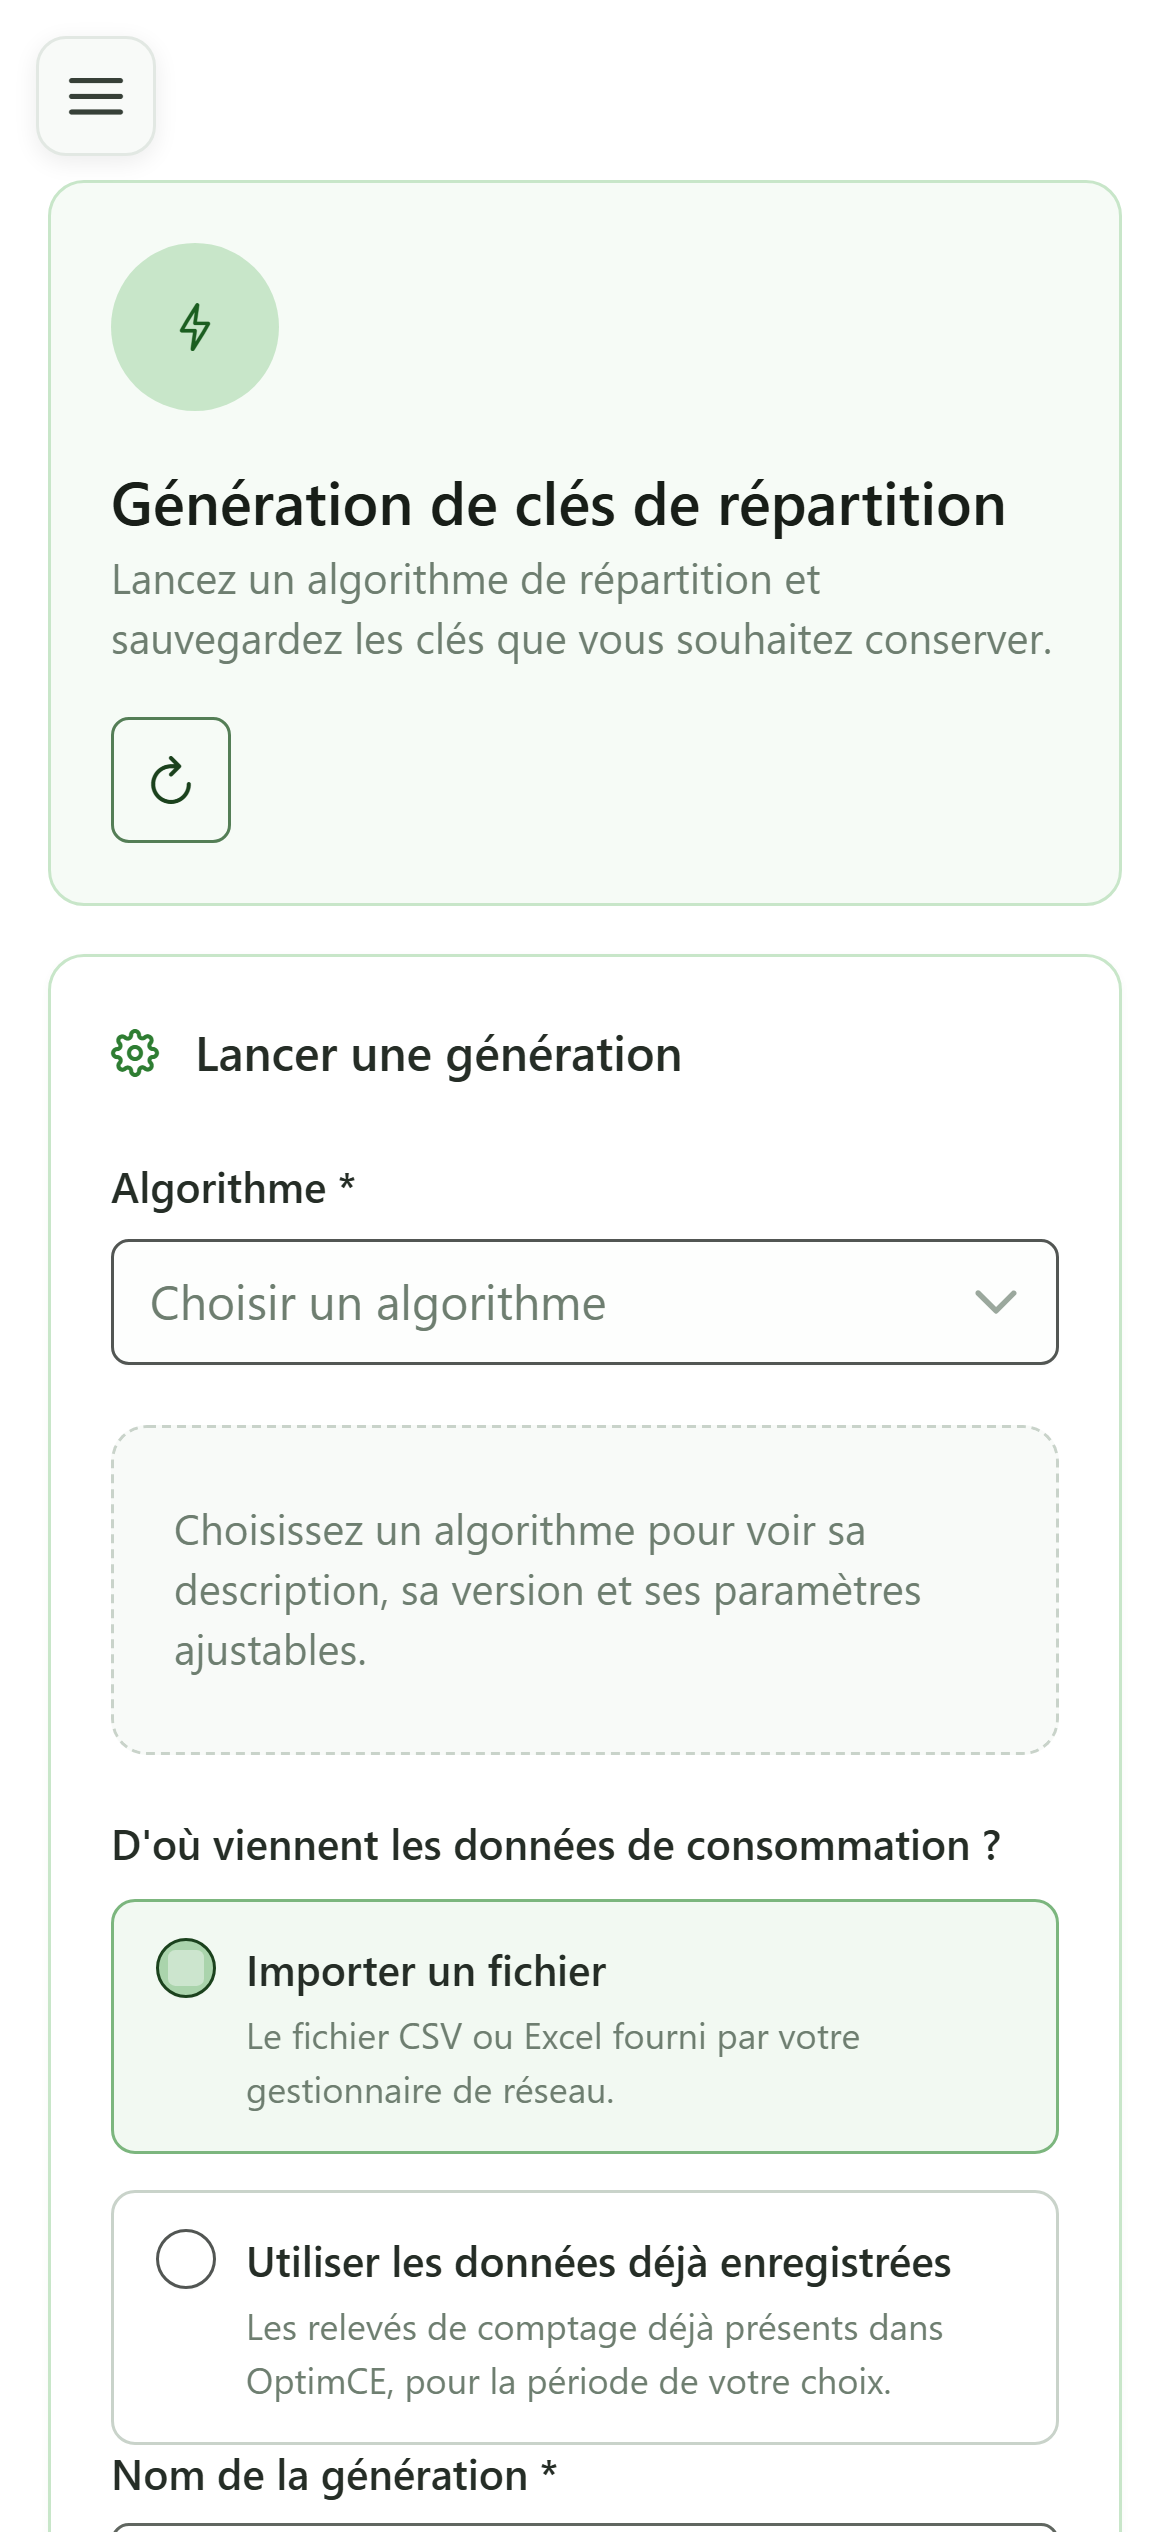 Génération de clés de répartition
Lancez un algorithme de répartition et
sauvegardez les clés que vous souhaitez conserver.
Lancer une génération
Algorithme *
Choisir un algorithme
Choisissez un algorithme pour voir sa
description, sa version et ses paramètres
ajustables.
D'où viennent les données de consommation ?
Importer un fichier
Le fichier CSV ou Excel fourni par votre
gestionnaire de réseau.
Utiliser les données déjà enregistrées
Les relevés de comptage déjà présents dans
OptimCE, pour la période de votre choix.
Nom de la génération *